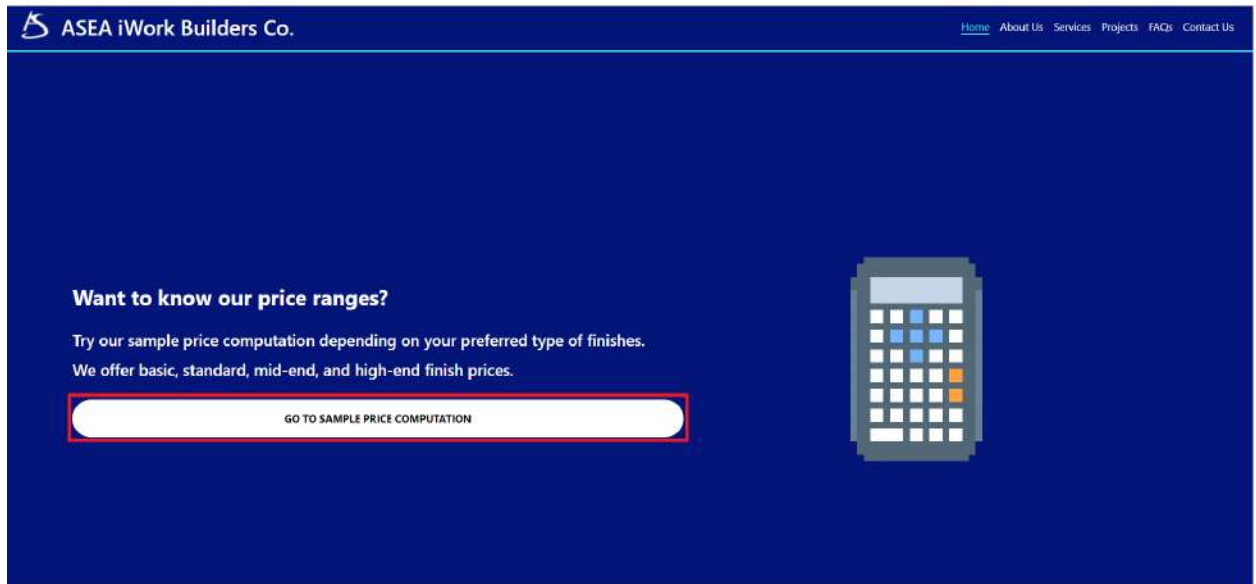 ASEA iWork Builders Co.
Home About Us Services Projects FAQs Contact Us
Want to know our price ranges?
Try our sample price computation depending on your preferred type of finishes.
We offer basic, standard, mid-end, and high-end finish prices.
GO TO SAMPLE PRICE COMPUTATION